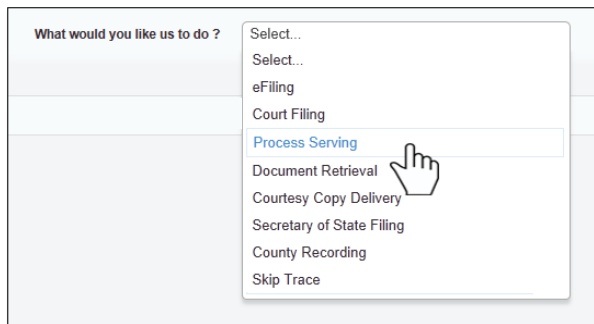 What would you like us to do ?
Select...
Select...
eFiling
Court Filing
Process Serving
Document Retrieval
Courtesy Copy Delivery
Secretary of State Filing
County Recording
Skip Trace